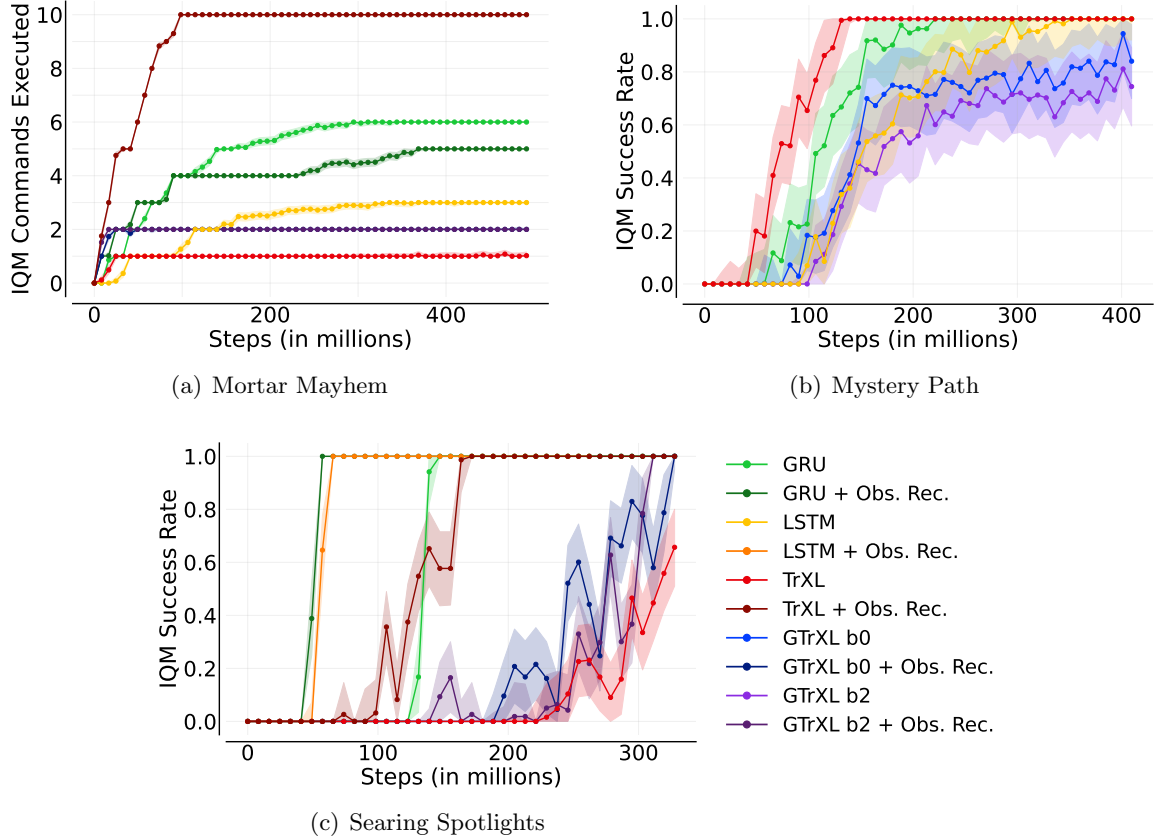 IQM Commands Executed
10
8
6
4
2
0
0 200 400
Steps (in millions)
(a) Mortar Mayhem
IQM Success Rate
1.0
0.8
0.6
0.4
0.2
0.0
0 100 200 300 400
Steps (in millions)
(b) Mystery Path
IQM Success Rate
1.0
0.8
0.6
0.4
0.2
0.0
0 100 200 300
Steps (in millions)
(c) Searing Spotlights
GRU
GRU + Obs. Rec.
LSTM
LSTM + Obs. Rec.
TrXL
TrXL + Obs. Rec.
GTrXL b0
GTrXL b0 + Obs. Rec.
GTrXL b2
GTrXL b2 + Obs. Rec.